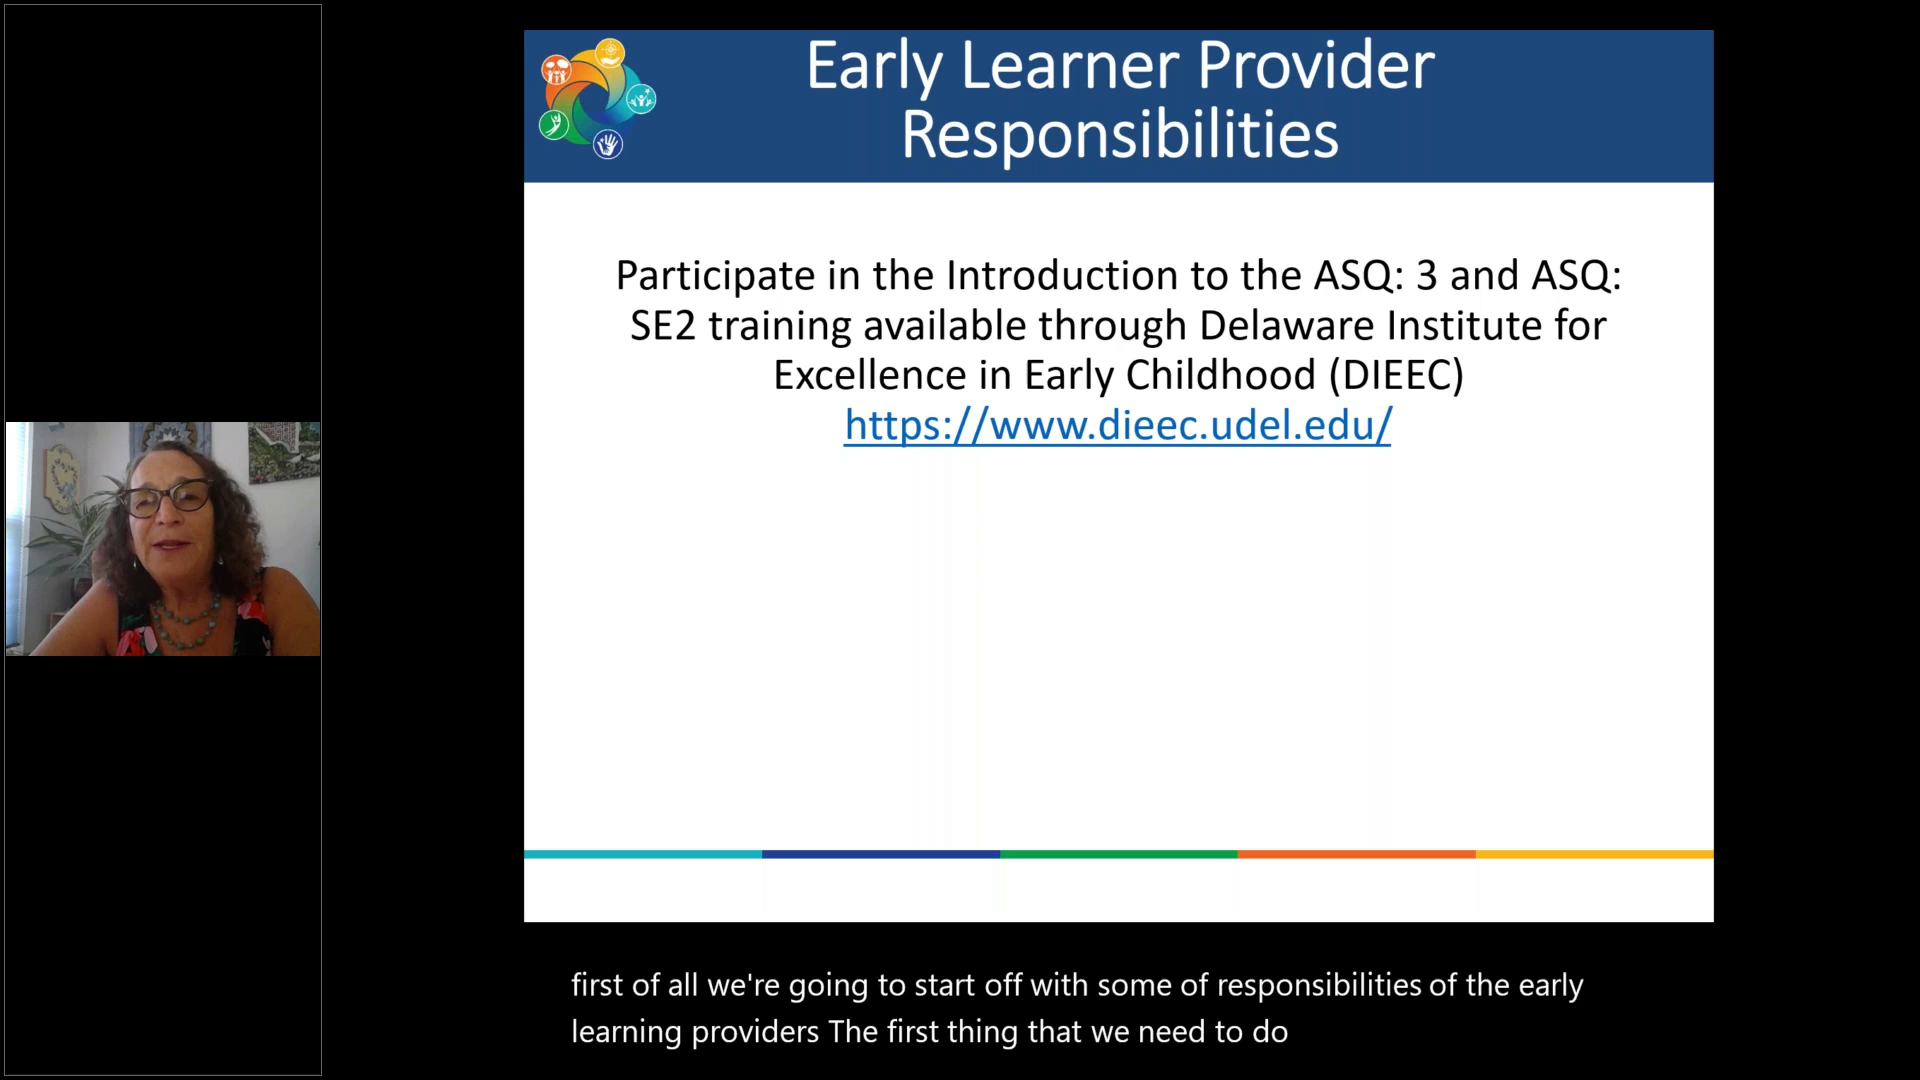 Early Learner Provider
Responsibilities
Participate in the Introduction to the ASQ: 3 and ASQ:
SE2 training available through Delaware Institute for
Excellence in Early Childhood (DIEEC)
https://www.dieec.udel.edu/
first of all we're going to start off with some of responsibilities of the early
learning providers The first thing that we need to do